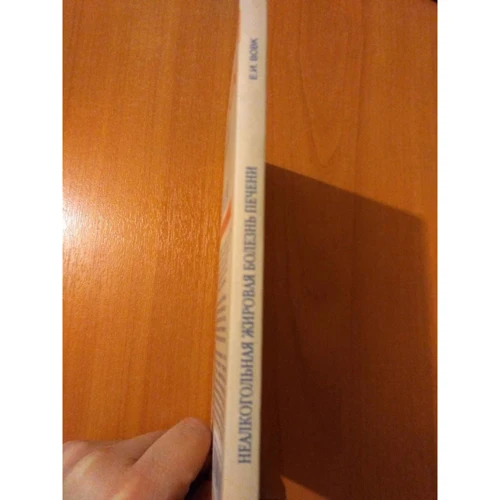 НЕАЛКОГОЛЬНАЯ ЖИРОВАЯ БОЛЕЗНЬ ПЕЧЕНИ
Е.И. ВОВК